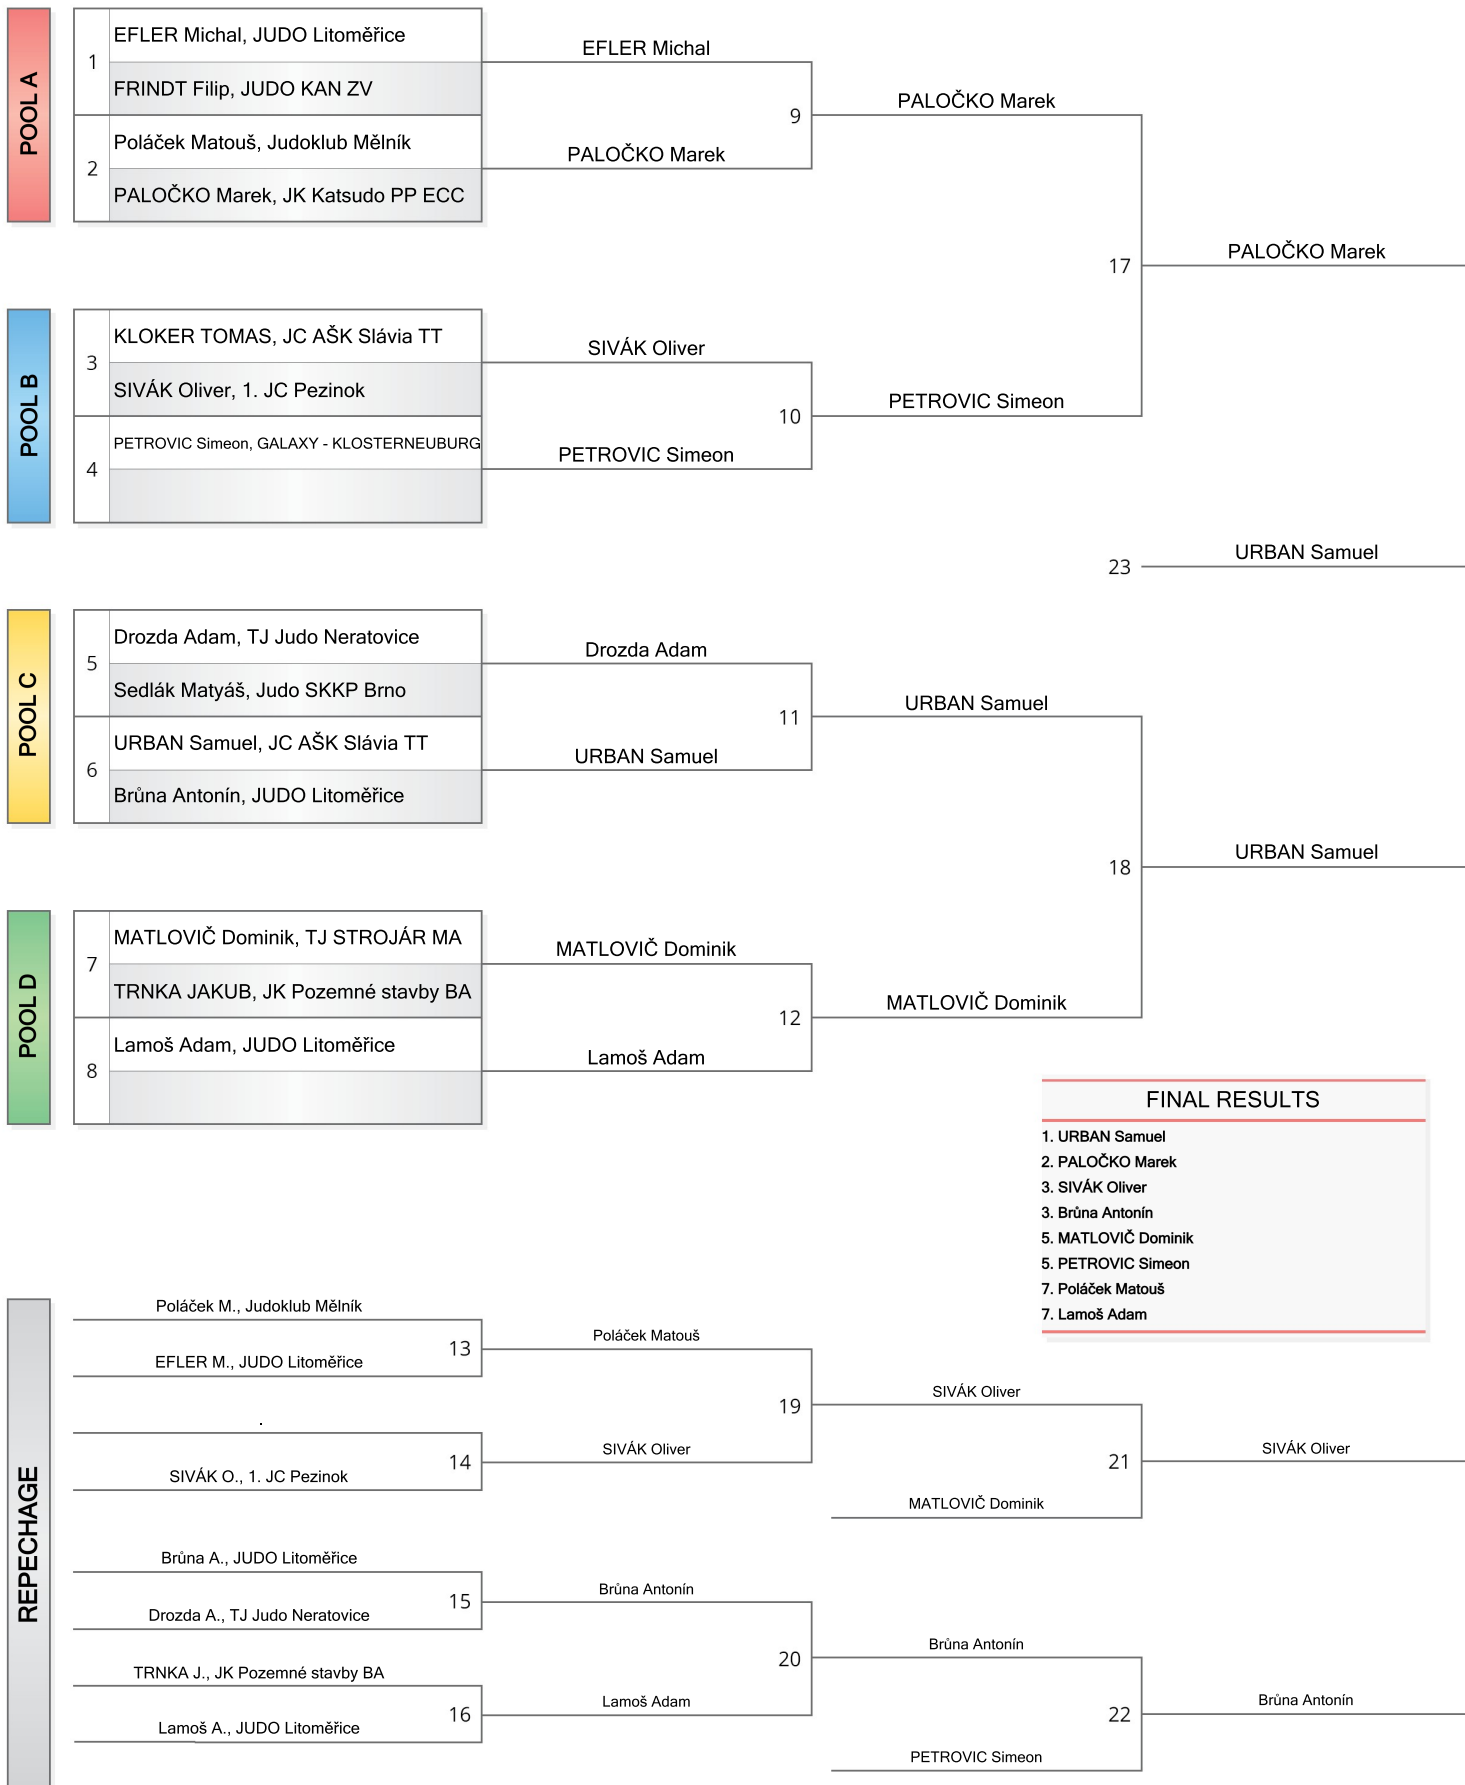 POOL A
1
EFLER Michal, JUDO Litoměřice
FRINDT Filip, JUDO KAN ZV
2
Poláček Matouš, Judoklub Mělník
PALOČKO Marek, JK Katsudo PP ECC
EFLER Michal
PALOČKO Marek
9
PALOČKO Marek
17
PALOČKO Marek
POOL B
3
KLOKER TOMAS, JC AŠK Slávia TT
SIVÁK Oliver, 1. JC Pezinok
4
PETROVIC Simeon, GALAXY - KLOSTERNEUBURG
SIVÁK Oliver
PETROVIC Simeon
10
PETROVIC Simeon
23
URBAN Samuel
POOL C
5
Drozda Adam, TJ Judo Neratovice
Sedlák Matyáš, Judo SKKP Brno
6
URBAN Samuel, JC AŠK Slávia TT
Brůna Antonín, JUDO Litoměřice
Drozda Adam
URBAN Samuel
11
URBAN Samuel
18
URBAN Samuel
POOL D
7
MATLOVIČ Dominik, TJ STROJÁR MA
TRNKA JAKUB, JK Pozemné stavby BA
8
Lamoš Adam, JUDO Litoměřice
MATLOVIČ Dominik
Lamoš Adam
12
MATLOVIČ Dominik
FINAL RESULTS
1. URBAN Samuel
2. PALOČKO Marek
3. SIVÁK Oliver
3. Brůna Antonín
5. MATLOVIČ Dominik
5. PETROVIC Simeon
7. Poláček Matouš
7. Lamoš Adam
REPECHAGE
Poláček M., Judoklub Mělník
EFLER M., JUDO Litoměřice
13
Poláček Matouš
.
SIVÁK O., 1. JC Pezinok
14
SIVÁK Oliver
19
SIVÁK Oliver
MATLOVIČ Dominik
21
SIVÁK Oliver
Brůna A., JUDO Litoměřice
Drozda A., TJ Judo Neratovice
15
Brůna Antonín
TRNKA J., JK Pozemné stavby BA
Lamoš A., JUDO Litoměřice
16
Lamoš Adam
20
Brůna Antonín
PETROVIC Simeon
22
Brůna Antonín